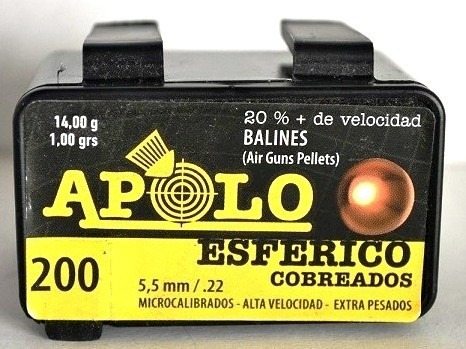 14,00 g
1,00 grs
20 % + de velocidad
BALINES
(Air Guns Pellets)
APOLO
ESFERICO
COBREADOS
200
5,5 mm / .22
MICROCALIBRADOS - ALTA VELOCIDAD - EXTRA PESADOS